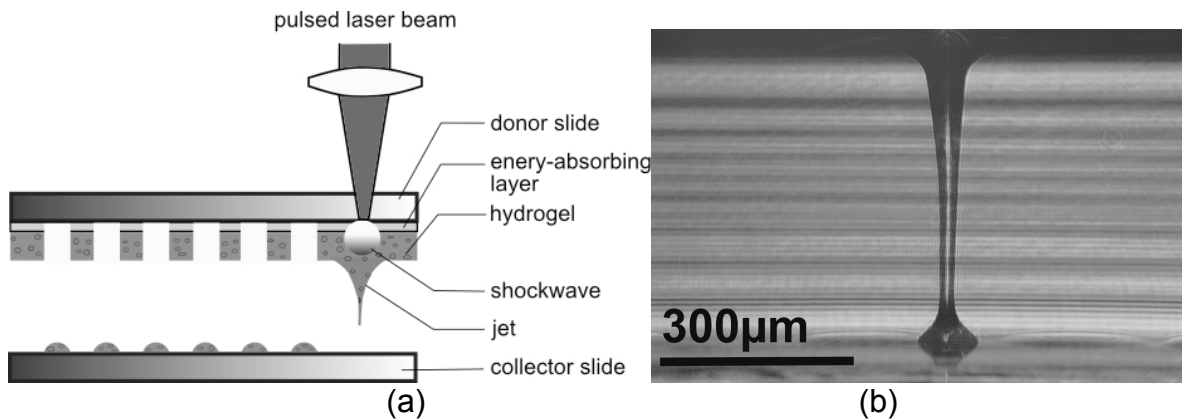 pulsed laser beam
donor slide
enery-absorbing
layer
hydrogel
shockwave
jet
collector slide
300μm
(a)
(b)